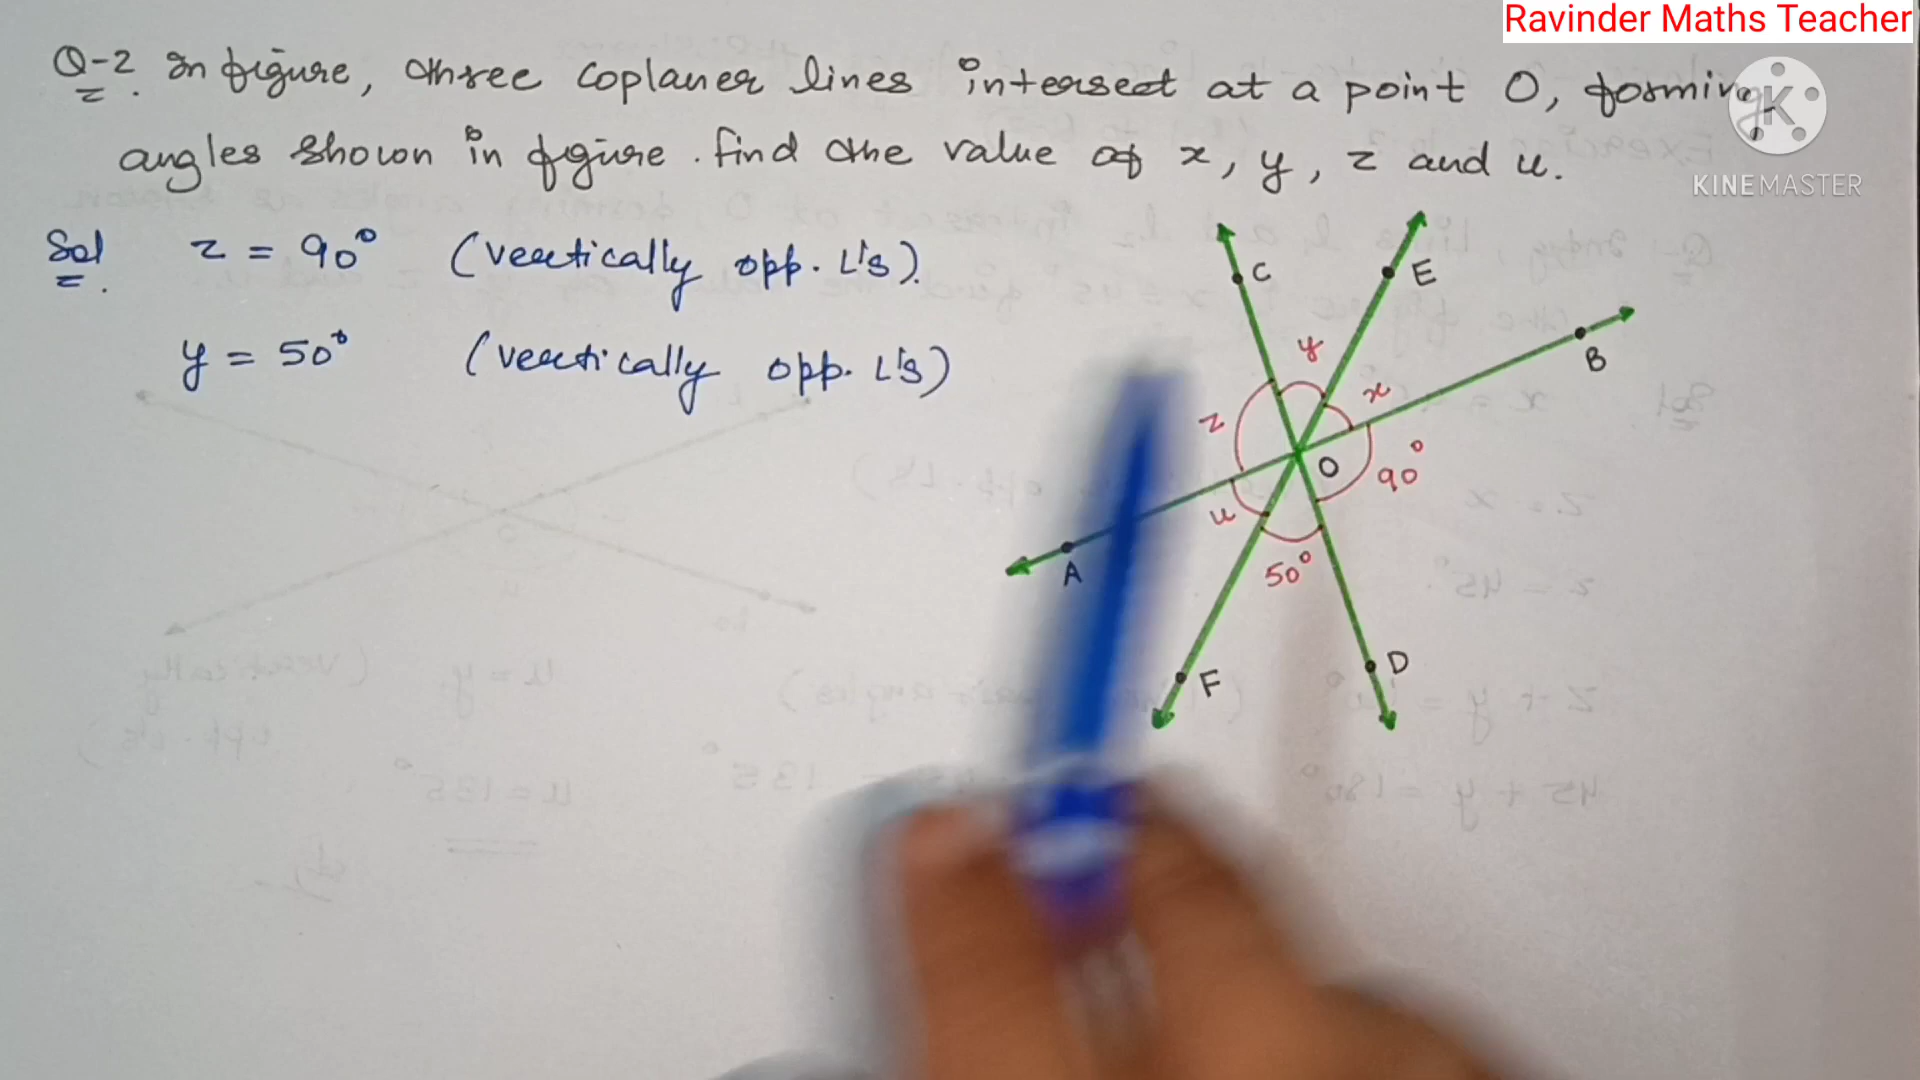 Ravinder Maths Teacher
Q-2. In figure, three coplaner lines intersect at a point O, forming
angles shown in figure. find the value of x, y, z and u.
KINEMASTER
Sol. z = 90° (vertically opp. L's).
y = 50° (vertically opp. L's)
C
E
B
y
x
z
O
90°
u
A
50°
F
D